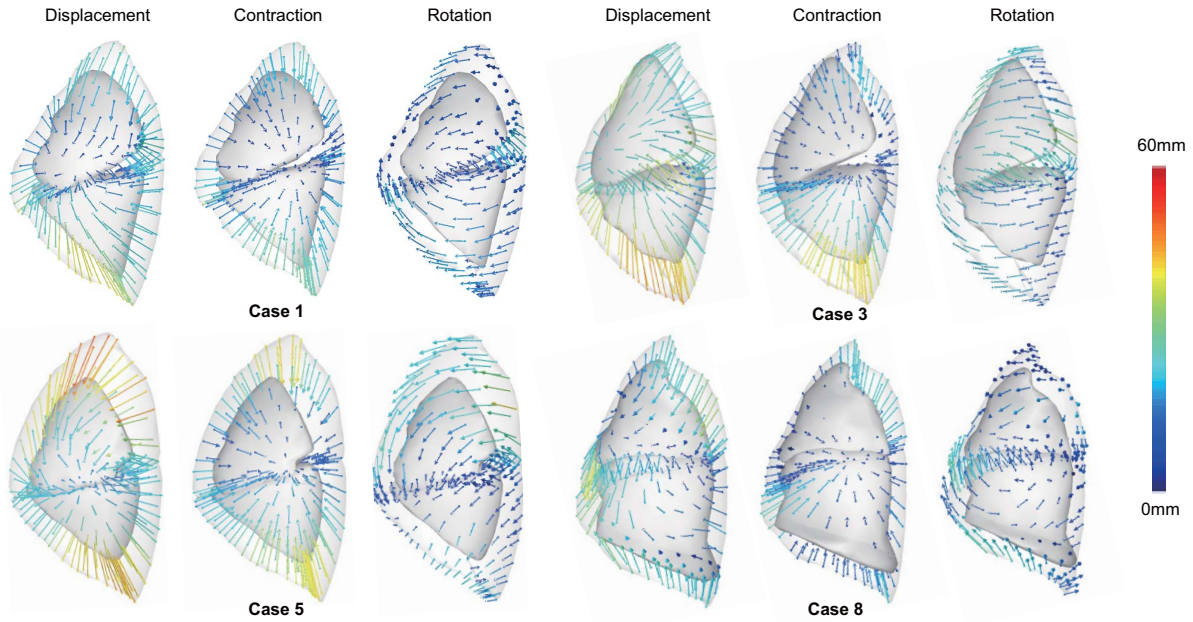 Displacement Contraction Rotation Displacement Contraction Rotation
60mm
0mm
Case 1 Case 3
Case 5 Case 8